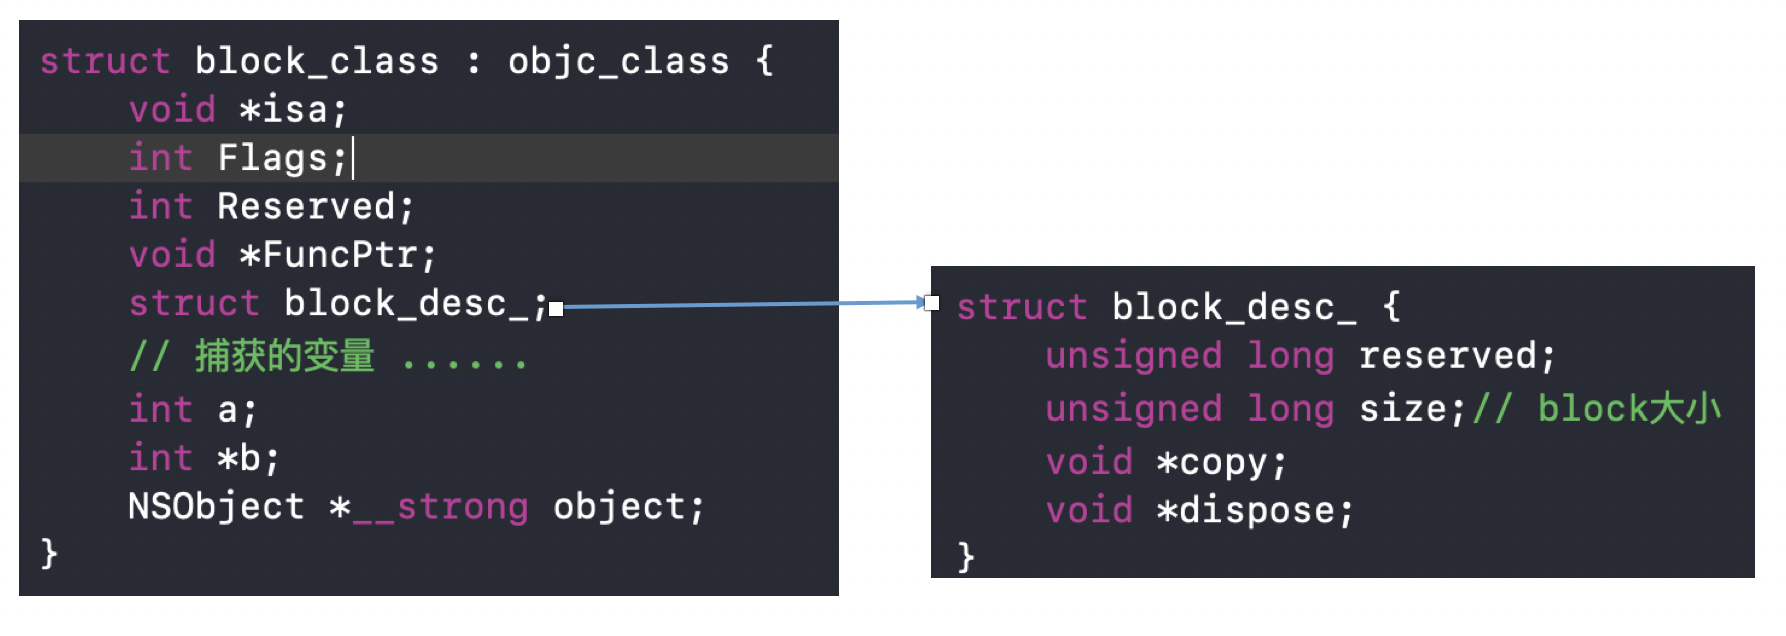 struct block_class : objc_class {
void *isa;
int Flags;
int Reserved;
void *FuncPtr;
struct block_desc_;
// 捕获的变量 ......
int a;
int *b;
NSObject *__strong object;
}
struct block_desc_ {
unsigned long reserved;
unsigned long size;// block大小
void *copy;
void *dispose;
}